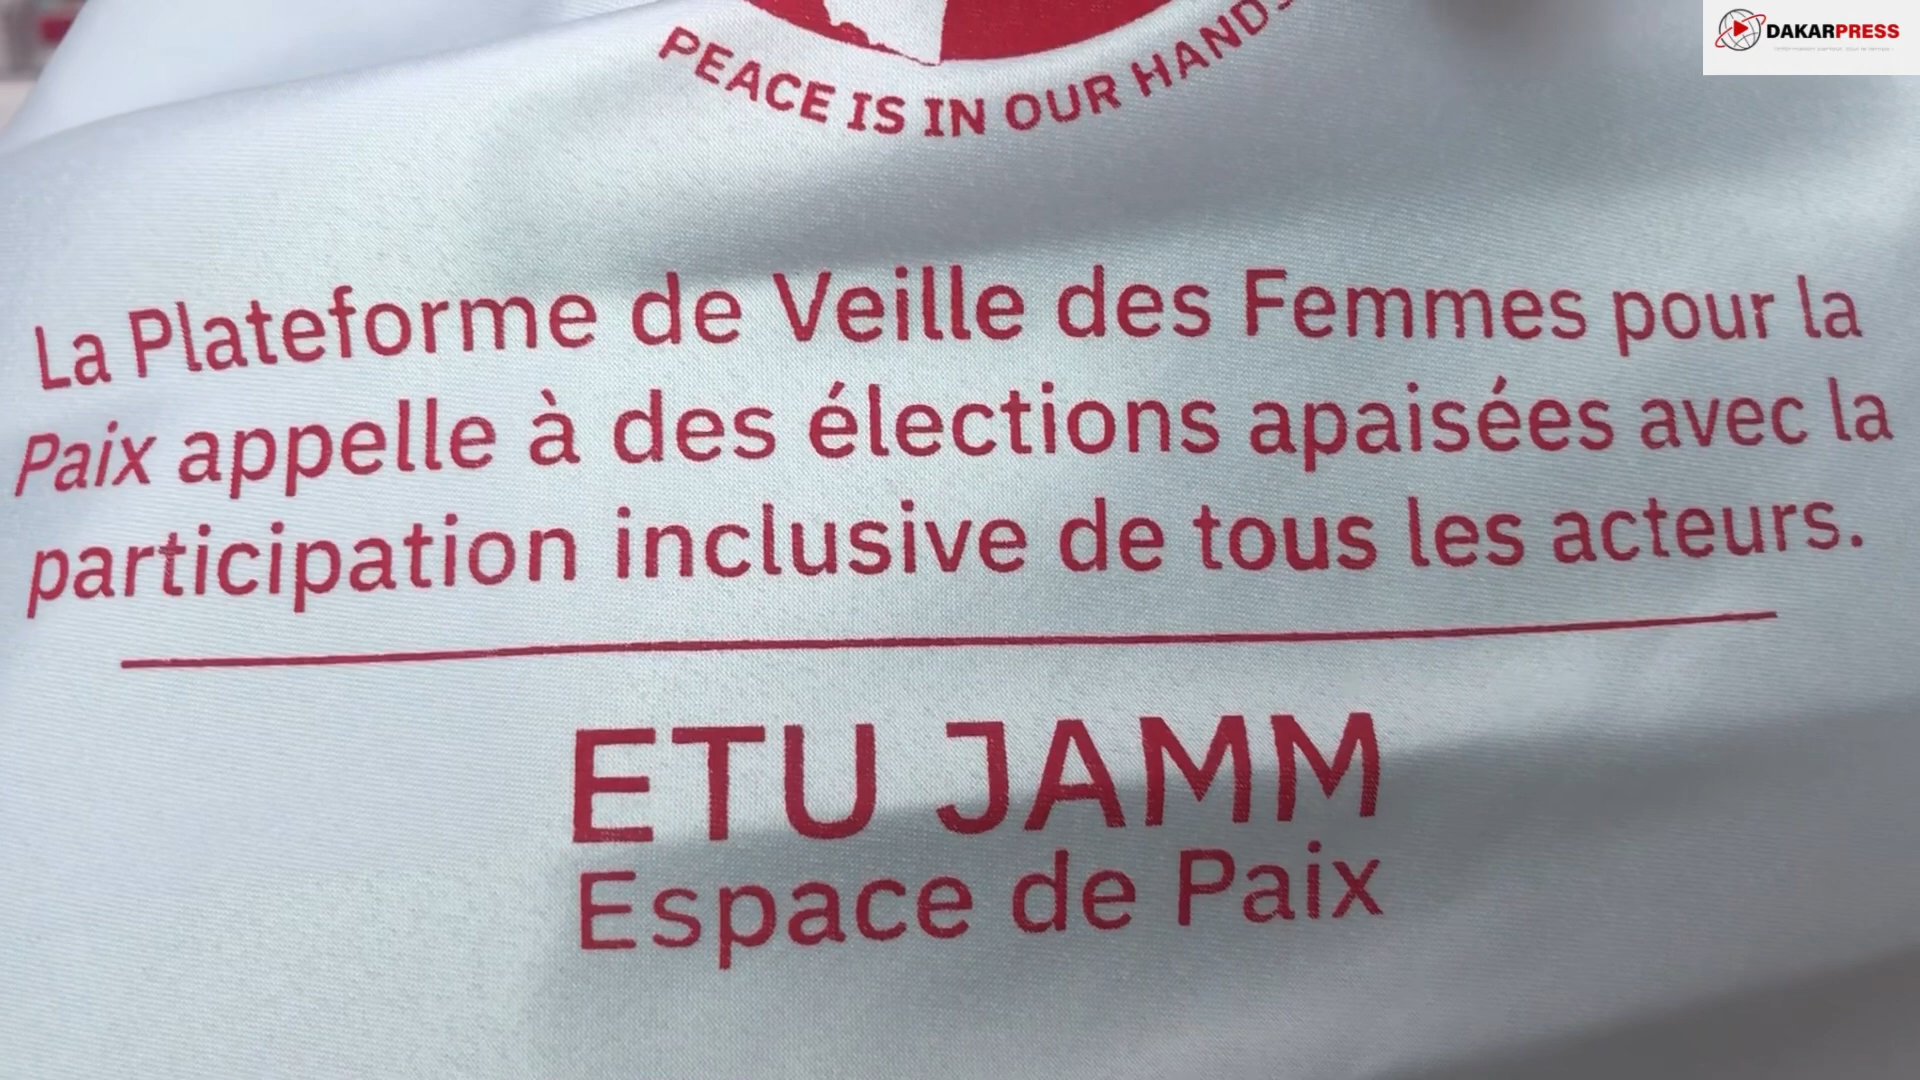 DAKARPRESS
PEACE IS IN OUR HANDS
La Plateforme de Veille des Femmes pour la
Paix appelle à des élections apaisées avec la
participation inclusive de tous les acteurs.
ETU JAMM
Espace de Paix